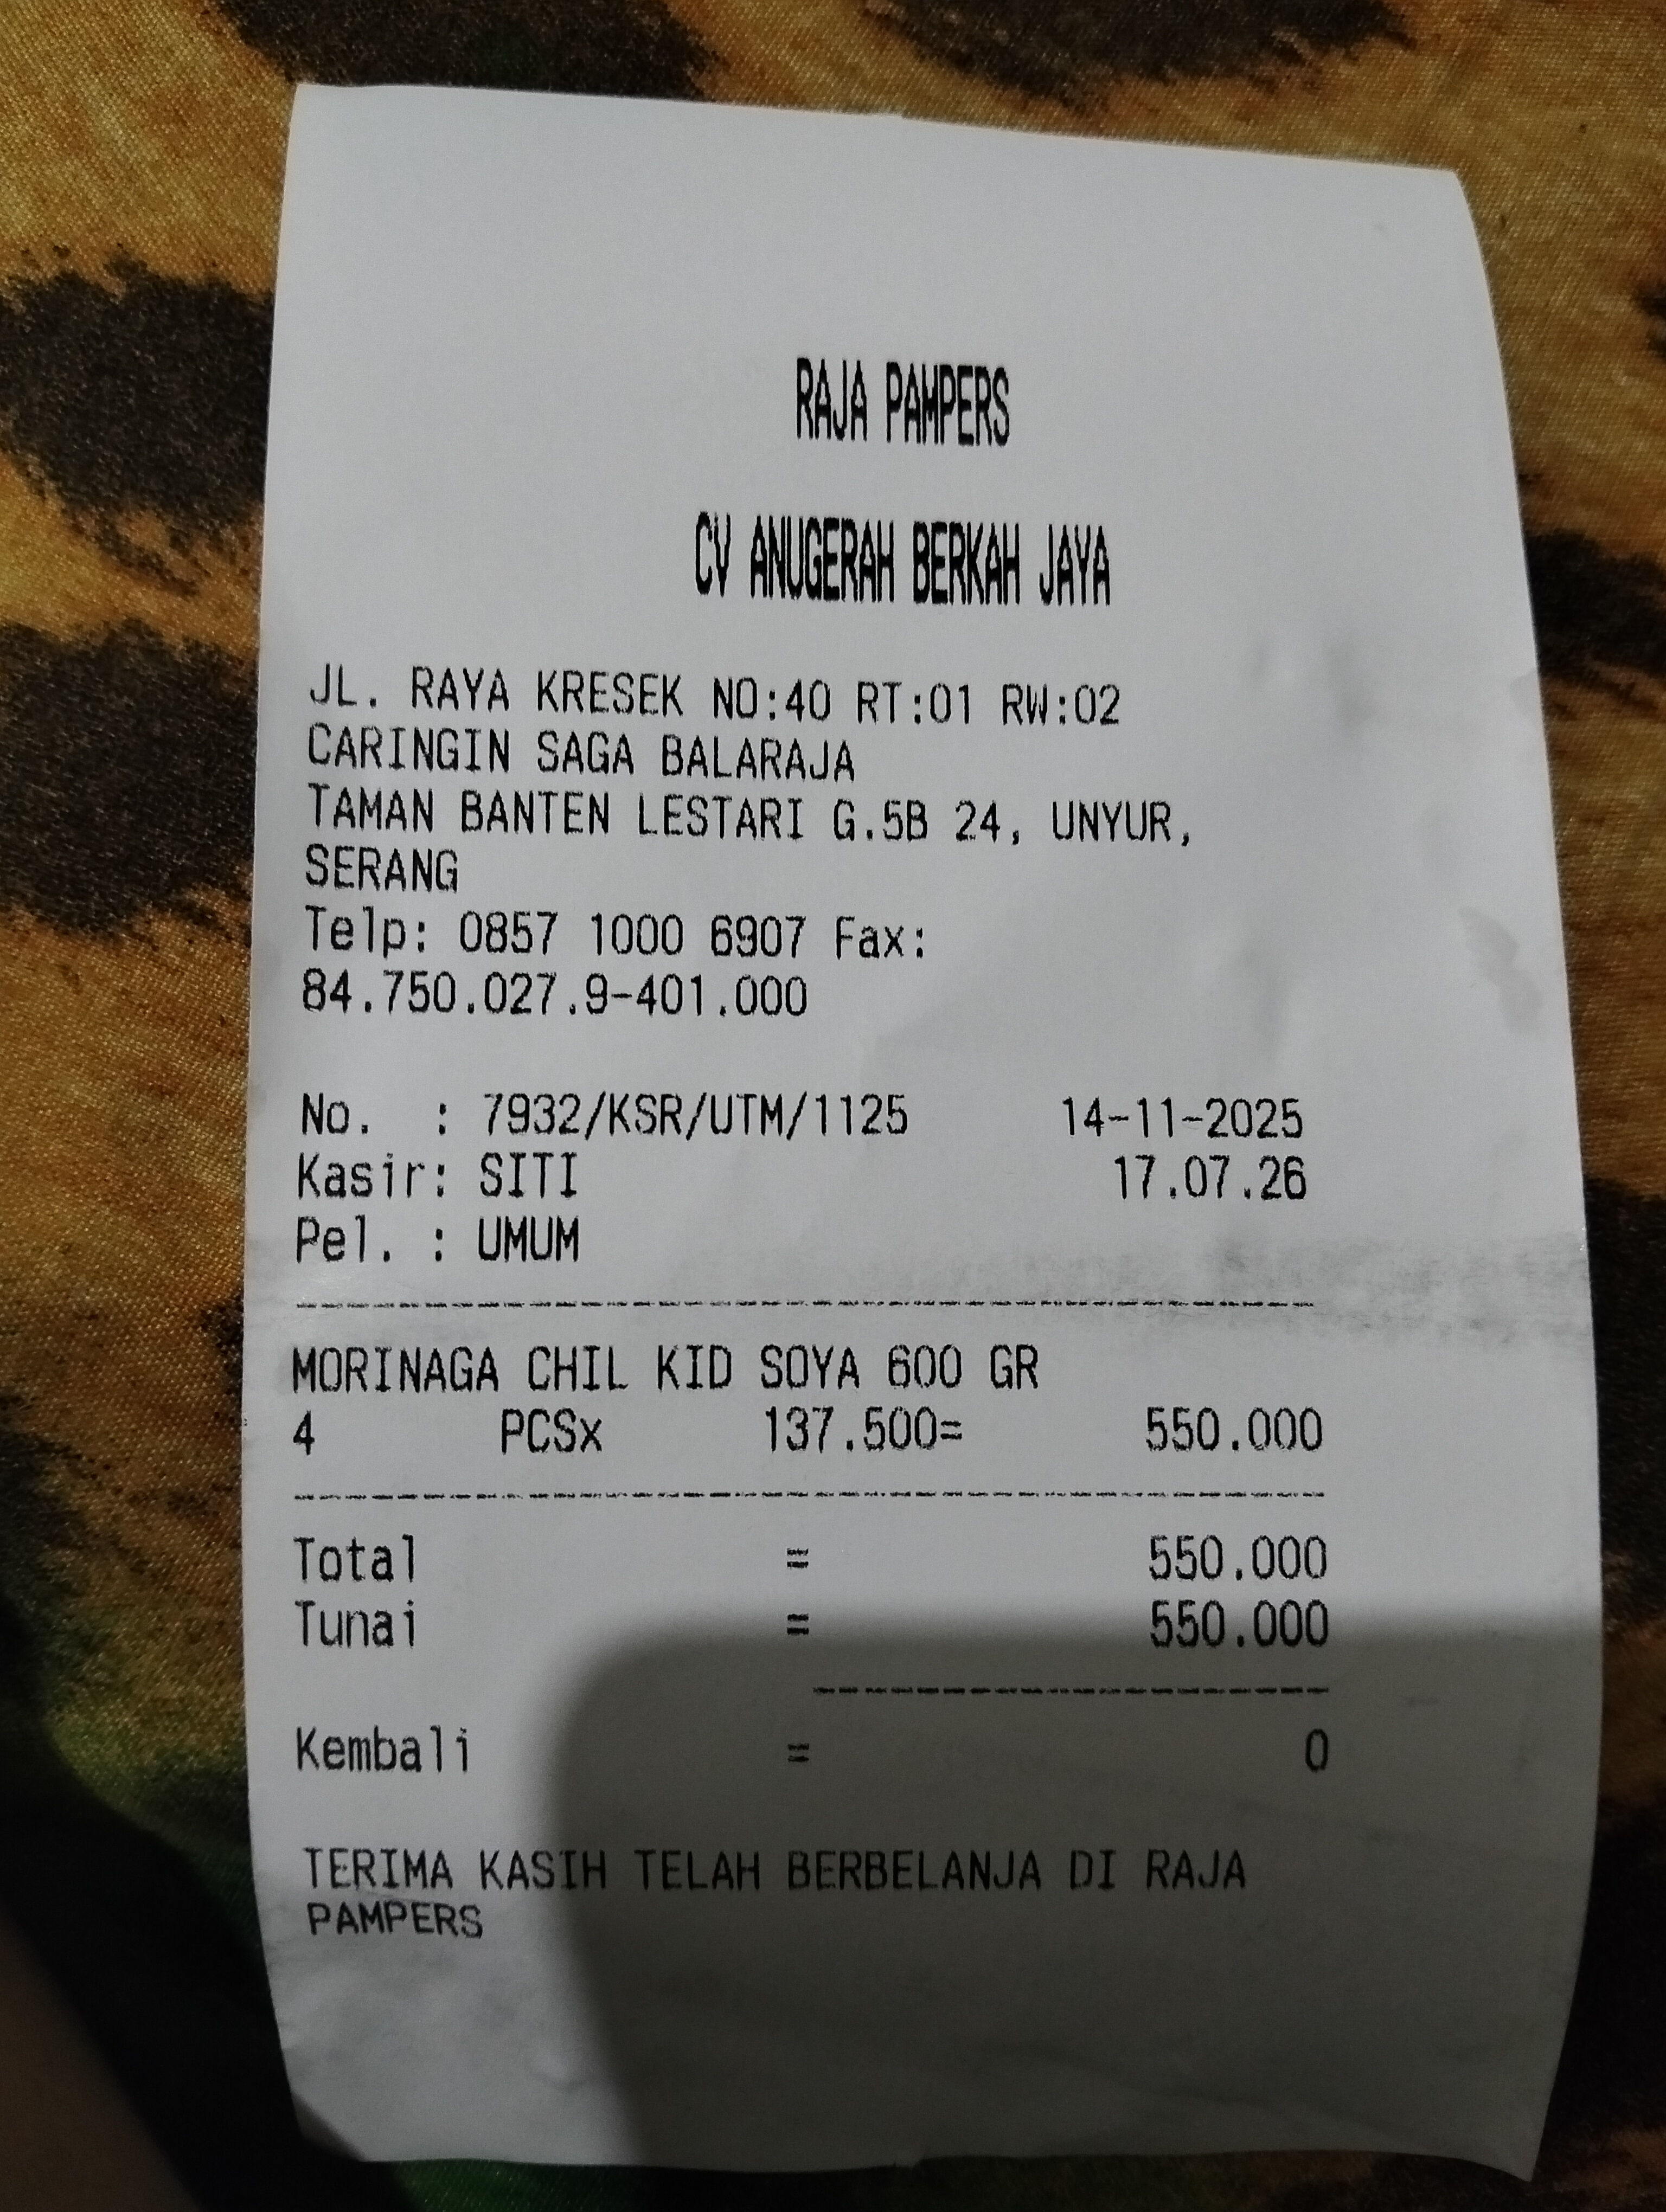 RAJA PAMPERS
CV ANUGERAH BERKAH JAYA
JL. RAYA KRESEK NO:40 RT:01 RW:02
CARINGIN SAGA BALARAJA
TAMAN BANTEN LESTARI G.5B 24, UNYUR,
SERANG
Telp: 0857 1000 6907 Fax:
84.750.027.9-401.000
No. : 7932/KSR/UTM/1125 14-11-2025
Kasir: SITI 17.07.26
Pel. : UMUM
MORINAGA CHIL KID SOYA 600 GR
4 PCSx 137.500= 550.000
Total = 550.000
Tunai = 550.000
Kembali = 0
TERIMA KASIH TELAH BERBELANJA DI RAJA
PAMPERS